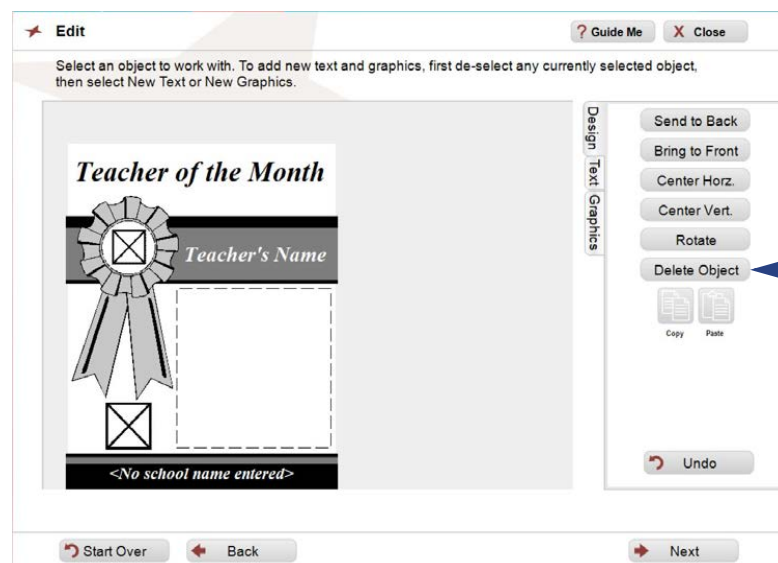 Edit
? Guide Me
X Close
Select an object to work with. To add new text and graphics, first de-select any currently selected object,
then select New Text or New Graphics.
Teacher of the Month
Teacher's Name
<No school name entered>
Design
Text
Graphics
Send to Back
Bring to Front
Center Horz.
Center Vert.
Rotate
Delete Object
Copy
Paste
Undo
Start Over
Back
Next